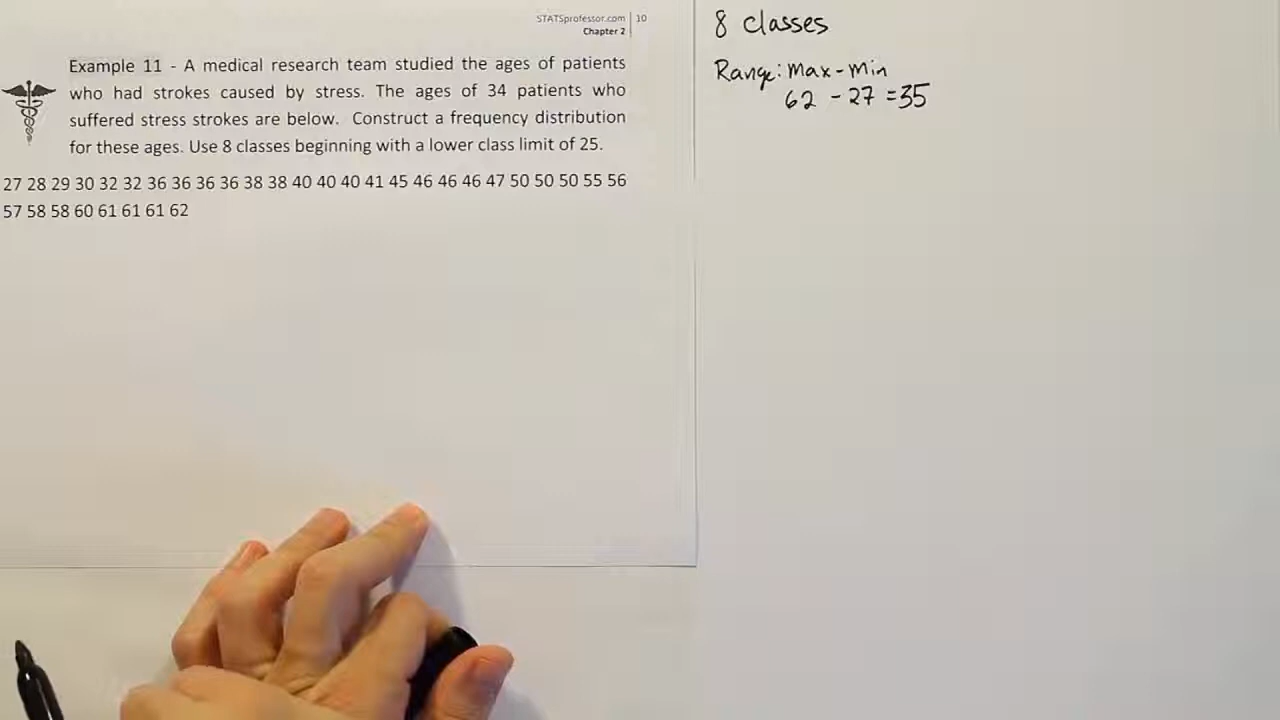 STATSprofessor.com | 10
Chapter 2
Example 11 - A medical research team studied the ages of patients
who had strokes caused by stress. The ages of 34 patients who
suffered stress strokes are below. Construct a frequency distribution
for these ages. Use 8 classes beginning with a lower class limit of 25.
27 28 29 30 32 32 36 36 36 36 38 38 40 40 40 41 45 46 46 46 47 50 50 50 55 56
57 58 58 60 61 61 61 62
8 classes
Range: Max - Min
62 - 27 = 35